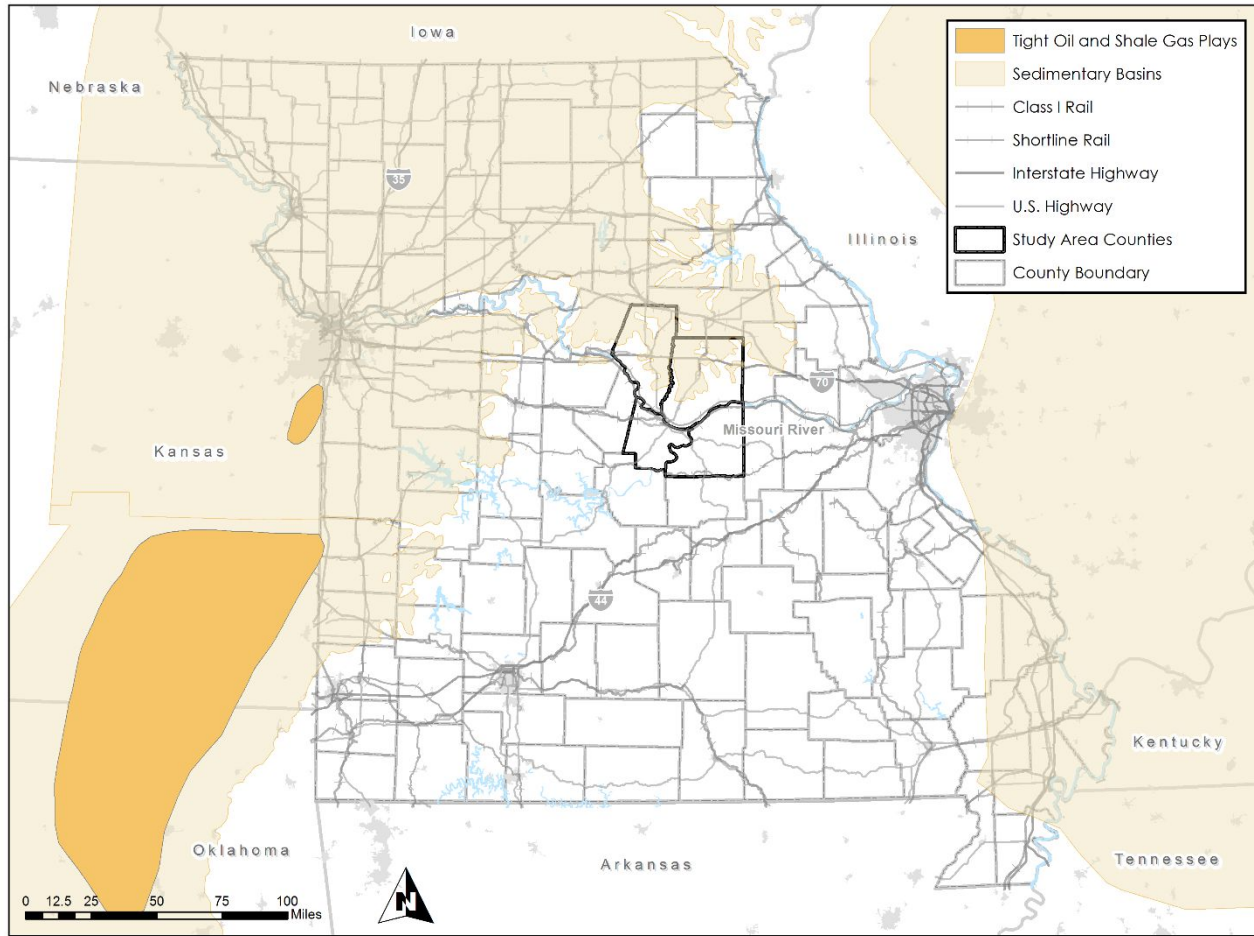 Iowa
Nebraska
Tight Oil and Shale Gas Plays
Sedimentary Basins
Class I Rail
Shortline Rail
Interstate Highway
U.S. Highway
Study Area Counties
County Boundary
35
Illinois
70
Missouri River
Kansas
44
Kentucky
Oklahoma
Arkansas
Tennessee
0 12.5 25 50 75 100
Miles
N